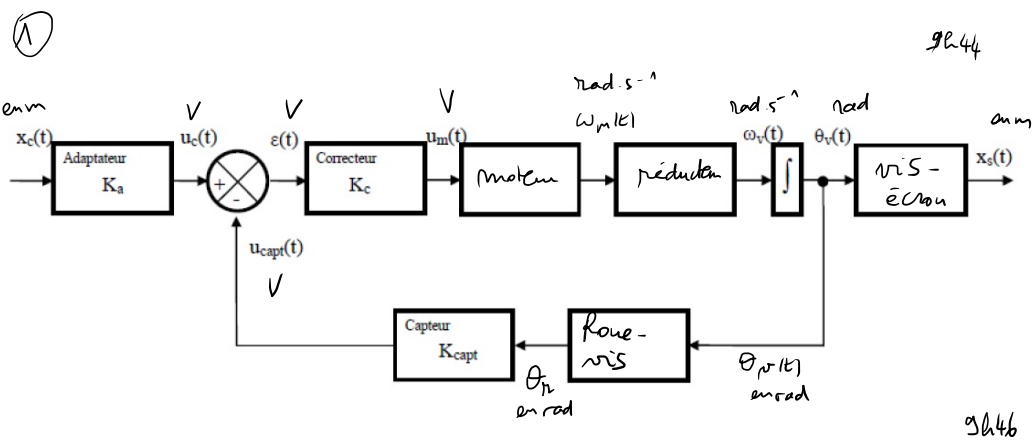 1
9h44
en m
V
V
V
rad.s⁻¹
ωm(t)
rad.s⁻¹
rad
en m
xc(t)
Adaptateur
Ka
uc(t)
+
-
ε(t)
Correcteur
Kc
um(t)
moteur
réducteur
ωv(t)
∫
θv(t)
vis-
écrou
xs(t)
ucapt(t)
V
Capteur
Kcapt
θr
en rad
Roue-
vis
θv(t)
en rad
9h46